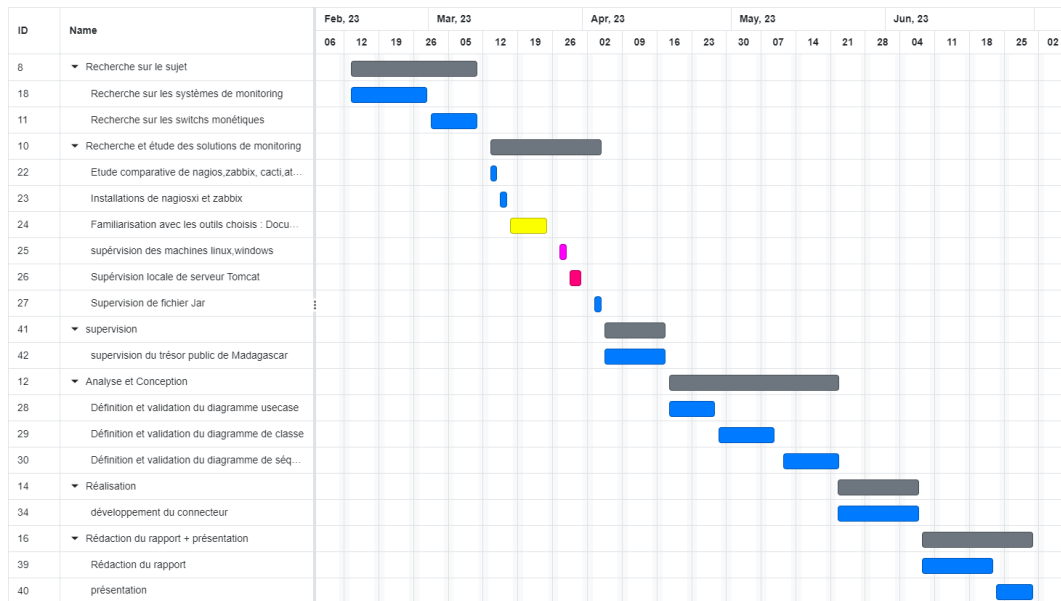 ID Name Feb, 23 Mar, 23 Apr, 23 May, 23 Jun, 23
06 12 19 26 05 12 19 26 02 09 16 23 30 07 14 21 28 04 11 18 25 02
8 Recherche sur le sujet
18 Recherche sur les systèmes de monitoring
11 Recherche sur les switchs monétiques
10 Recherche et étude des solutions de monitoring
22 Etude comparative de nagios,zabbix, cacti,at...
23 Installations de nagiosxi et zabbix
24 Familiarisation avec les outils choisis : Docu...
25 supérvision des machines linux,windows
26 Supérvision locale de serveur Tomcat
27 Supervision de fichier Jar
41 supervision
42 supervision du trésor public de Madagascar
12 Analyse et Conception
28 Définition et validation du diagramme usecase
29 Définition et validation du diagramme de classe
30 Définition et validation du diagramme de séq...
14 Réalisation
34 développement du connecteur
16 Rédaction du rapport + présentation
39 Rédaction du rapport
40 présentation